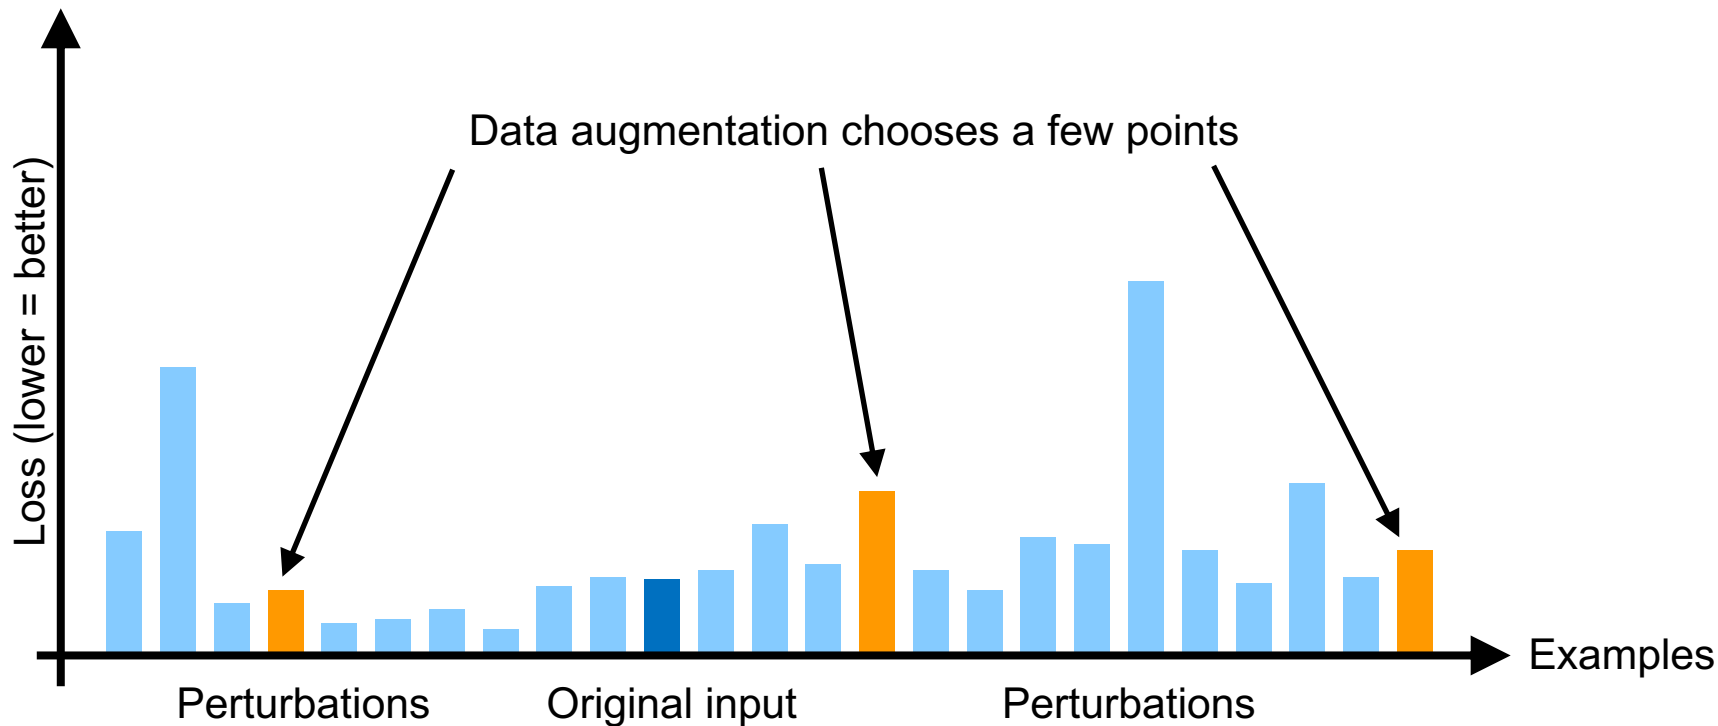 Data augmentation chooses a few points
Loss (lower = better)
Examples
Perturbations
Original input
Perturbations